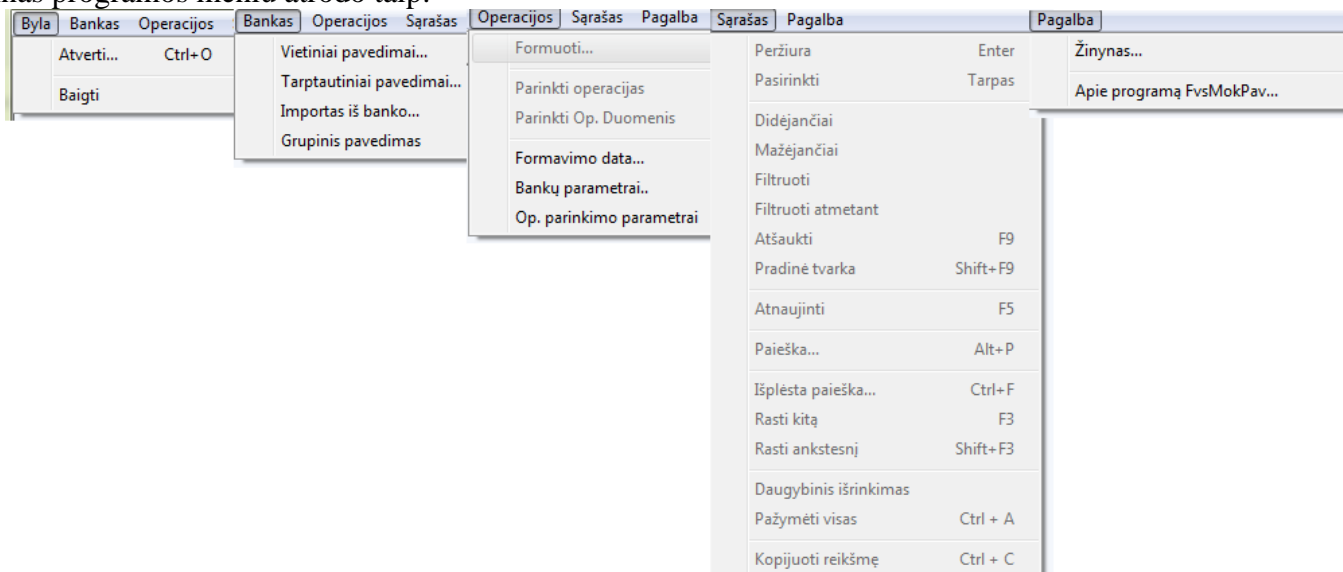 programos meniu atrodo taip:
Byla Bankas Operacijos
Atverti... Ctrl+O
Baigti
Bankas Operacijos Sąrašas
Vietiniai pavedimai...
Tarptautiniai pavedimai...
Importas iš banko...
Grupinis pavedimas
Operacijos Sąrašas Pagalba
Formuoti...
Parinkti operacijas
Parinkti Op. Duomenis
Formavimo data...
Bankų parametrai..
Op. parinkimo parametrai
Sąrašas Pagalba
Peržiura Enter
Pasirinkti Tarpas
Didėjančiai
Mažėjančiai
Filtruoti
Filtruoti atmetant
Atšaukti F9
Pradinė tvarka Shift+F9
Atnaujinti F5
Paieška... Alt+P
Išplėsta paieška... Ctrl+F
Rasti kitą F3
Rasti ankstesnį Shift+F3
Daugybinis išrinkimas
Pažymėti visas Ctrl + A
Kopijuoti reikšmę Ctrl + C
Pagalba
Žinynas...
Apie programą FvsMokPav...